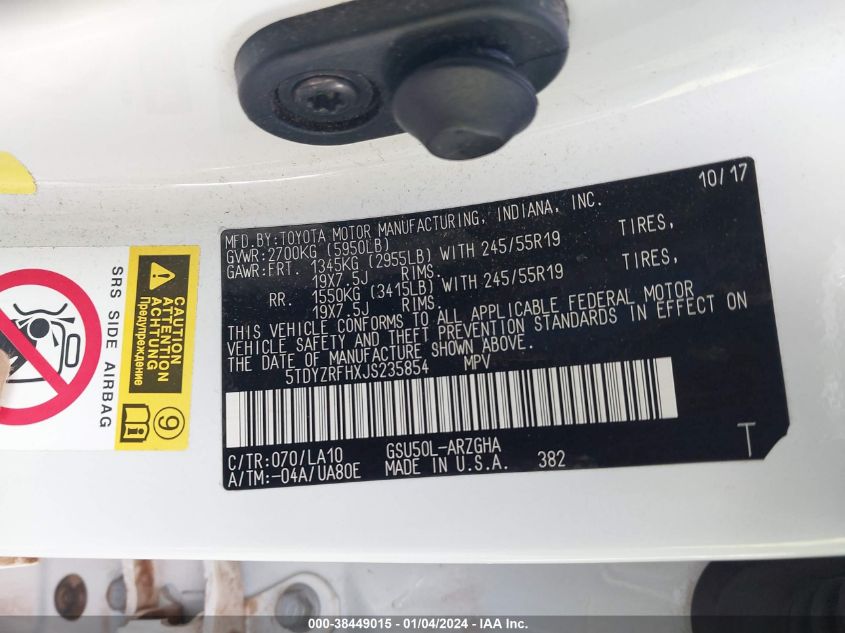 10/17
MFD.BY:TOYOTA MOTOR MANUFACTURING, INDIANA, INC.
GVWR:2700KG (5950LB)
GAWR:FRT. 1345KG (2955LB) WITH 245/55R19 TIRES,
19X7.5J RIMS.
RR. 1550KG (3415LB) WITH 245/55R19 TIRES,
19X7.5J RIMS.
THIS VEHICLE CONFORMS TO ALL APPLICABLE FEDERAL MOTOR
VEHICLE SAFETY AND THEFT PREVENTION STANDARDS IN EFFECT ON
THE DATE OF MANUFACTURE SHOWN ABOVE.
5TDYZRFHXJS235854 MPV
C/TR:070/LA10 GSU50L-ARZGHA
A/TM:-04A/UA80E MADE IN U.S.A. 382
T
SRS SIDE AIRBAG
CAUTION
ATTENTION
ACHTUNG
Предупреждение
9
000-38449015 - 01/04/2024 - IAA Inc.